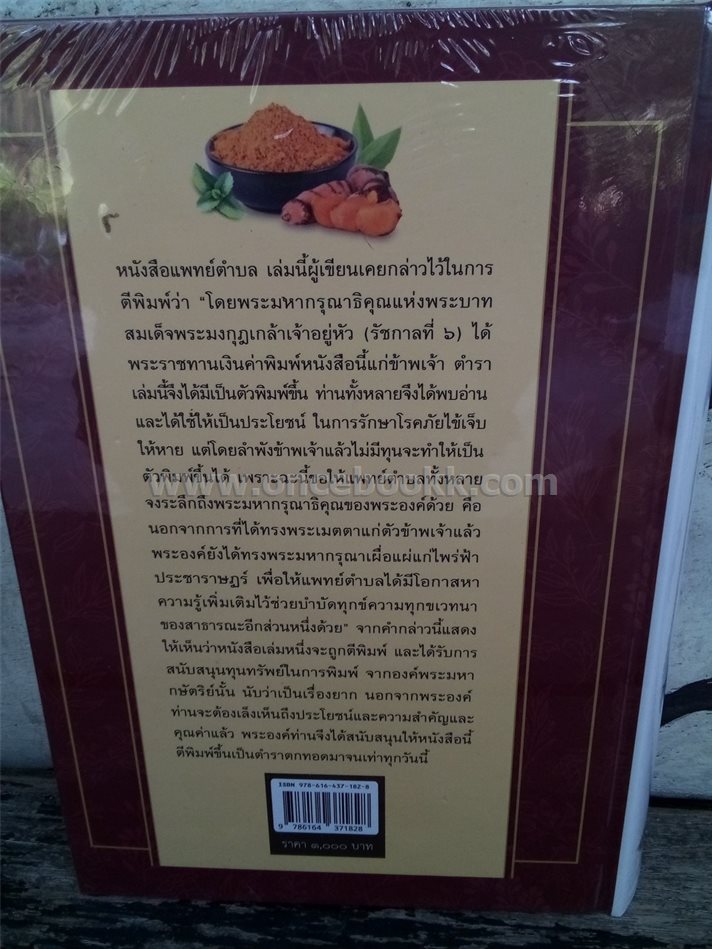 หนังสือแพทย์ตำบล เล่มนี้ผู้เขียนเคยกล่าวไว้ในการ
ตีพิมพ์ว่า "โดยพระมหากรุณาธิคุณแห่งพระบาท
สมเด็จพระมงกุฎเกล้าเจ้าอยู่หัว (รัชกาลที่ ๖) ได้
พระราชทานเงินค่าพิมพ์หนังสือนี้แก่ข้าพเจ้า ตำรา
เล่มนี้จึงได้มีเป็นตัวพิมพ์ขึ้น ท่านทั้งหลายจึงได้พบอ่าน
และได้ใช้ให้เป็นประโยชน์ ในการรักษาโรคภัยไข้เจ็บ
ให้หาย แต่โดยลำพังข้าพเจ้าแล้วไม่มีทุนจะทำให้เป็น
ตัวพิมพ์ขึ้นได้ เพราะฉะนี้ขอให้แพทย์ตำบลทั้งหลาย
www.oncebookk.com
จงระลึกถึงพระมหากรุณาธิคุณของพระองค์ด้วย คือ
นอกจากการที่ได้ทรงพระเมตตาแก่ตัวข้าพเจ้าแล้ว
พระองค์ยังได้ทรงพระมหากรุณาเผื่อแผ่แก่ไพร่ฟ้า
ประชาราษฎร์ เพื่อให้แพทย์ตำบลได้มีโอกาสหา
ความรู้เพิ่มเติมไว้ช่วยบำบัดทุกข์ความทุกขเวทนา
ของสาธารณะอีกส่วนหนึ่งด้วย" จากคำกล่าวนี้แสดง
ให้เห็นว่าหนังสือเล่มหนึ่งจะถูกตีพิมพ์ และได้รับการ
สนับสนุนทุนทรัพย์ในการพิมพ์ จากองค์พระมหา
กษัตริย์นั้น นับว่าเป็นเรื่องยาก นอกจากพระองค์
ท่านจะต้องเล็งเห็นถึงประโยชน์และความสำคัญและ
คุณค่าแล้ว พระองค์ท่านจึงได้สนับสนุนให้หนังสือนี้
ตีพิมพ์ขึ้นเป็นตำราตกทอดมาจนเท่าทุกวันนี้
ISBN 978-616-437-182-8
9 786164 371828
ราคา ๑,๐๐๐ บาท